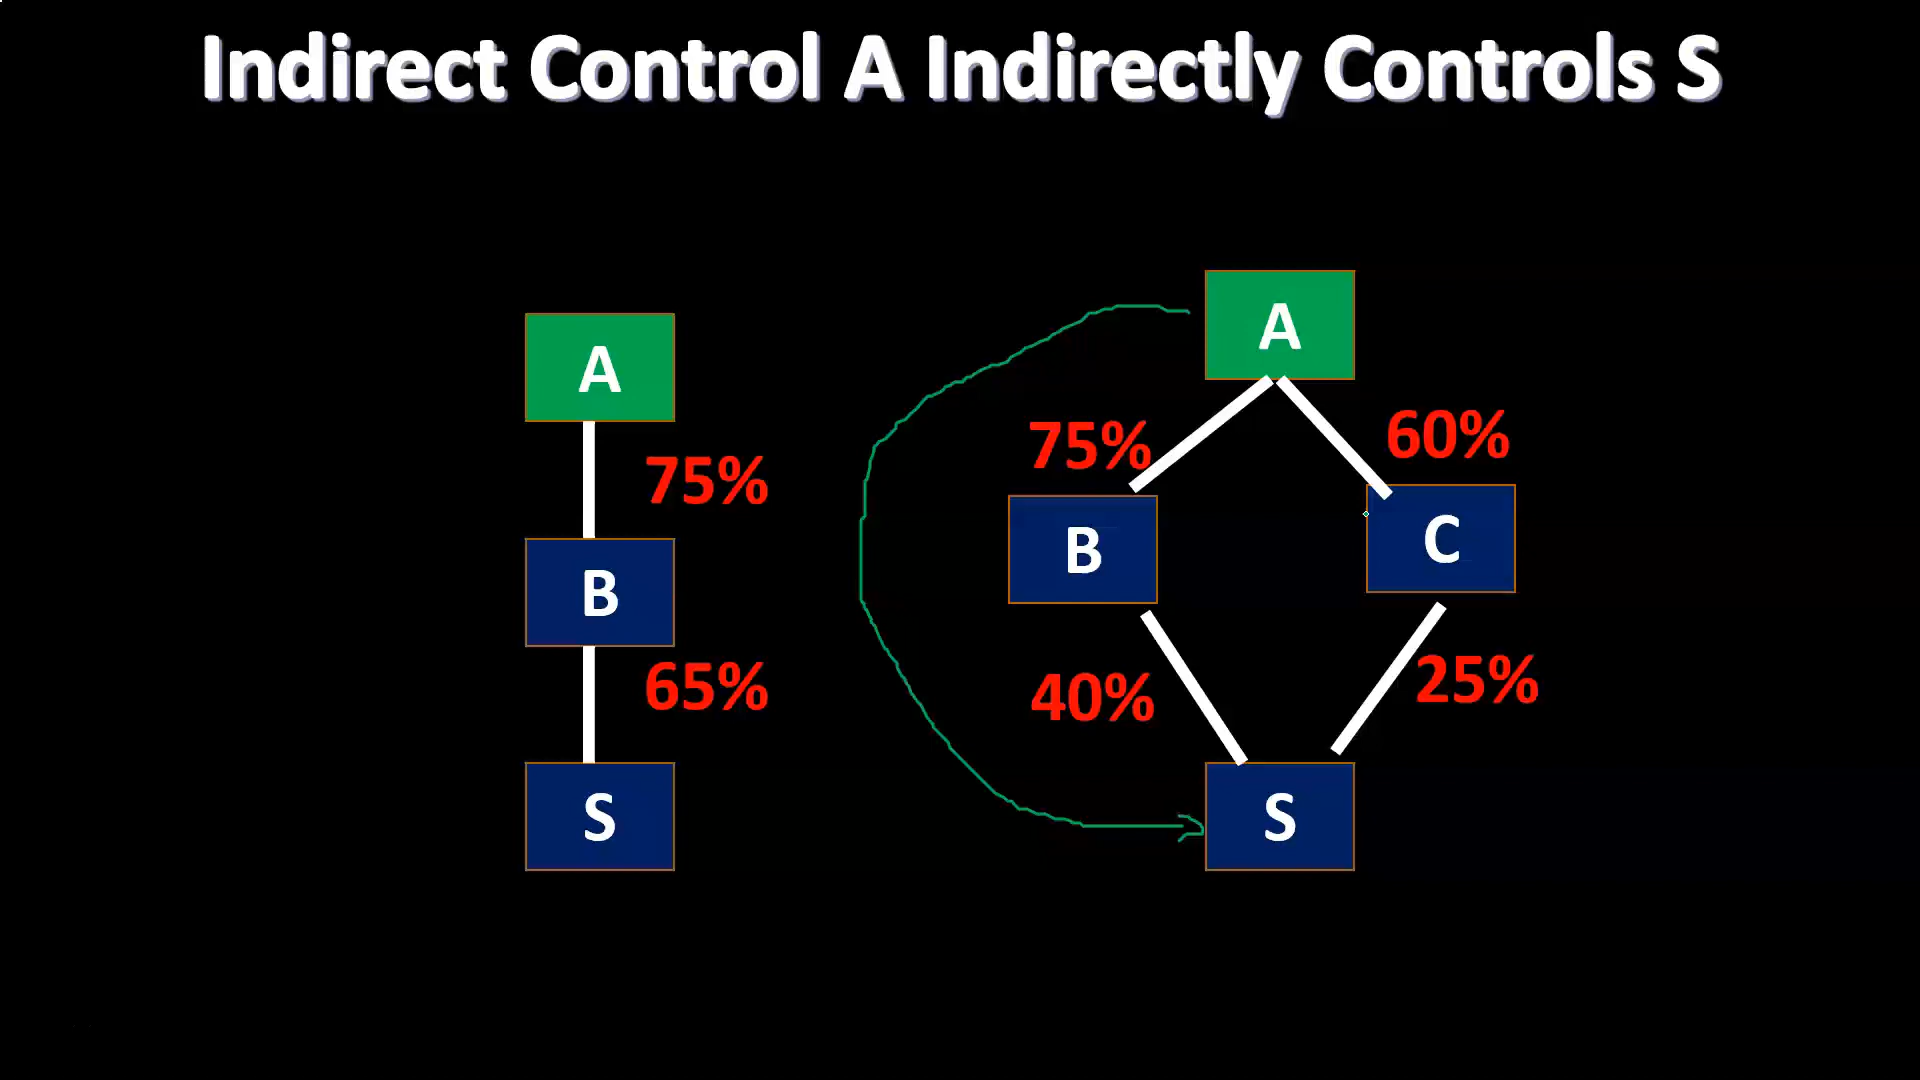 Indirect Control A Indirectly Controls S
A
75%
B
65%
S
A
75%
60%
B
C
40%
25%
S